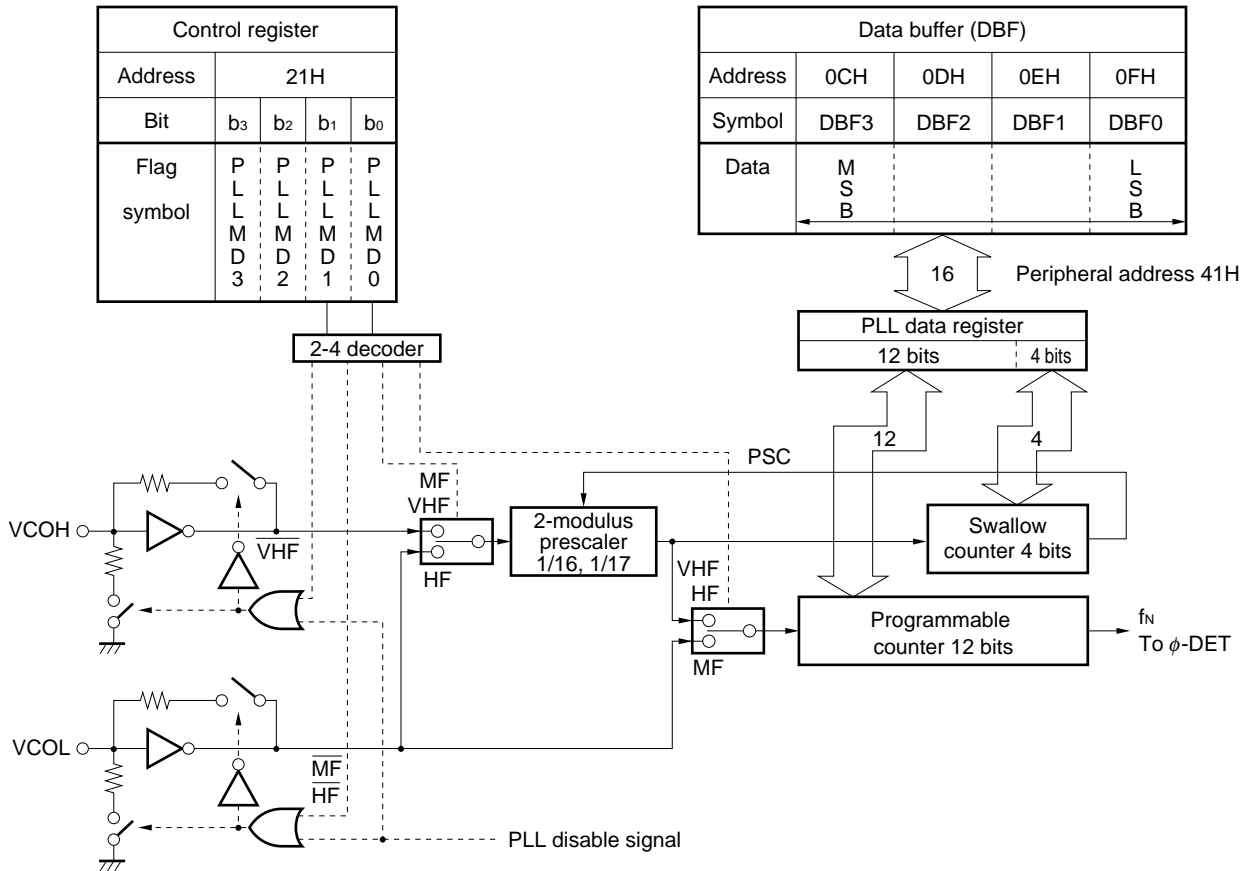 Control register
Address 21H
Bit b3 b2 b1 b0
Flag symbol PLLMD3 PLLMD2 PLLMD1 PLLMD0
Data buffer (DBF)
Address 0CH 0DH 0EH 0FH
Symbol DBF3 DBF2 DBF1 DBF0
Data MSB LSB
16
Peripheral address 41H
2-4 decoder
PLL data register
12 bits 4 bits
12
4
PSC
MF
VHF
HF
VCOH
VHF
2-modulus
prescaler
1/16, 1/17
Swallow
counter 4 bits
VHF
HF
MF
Programmable
counter 12 bits
fN
To ϕ-DET
VCOL
MF
HF
PLL disable signal